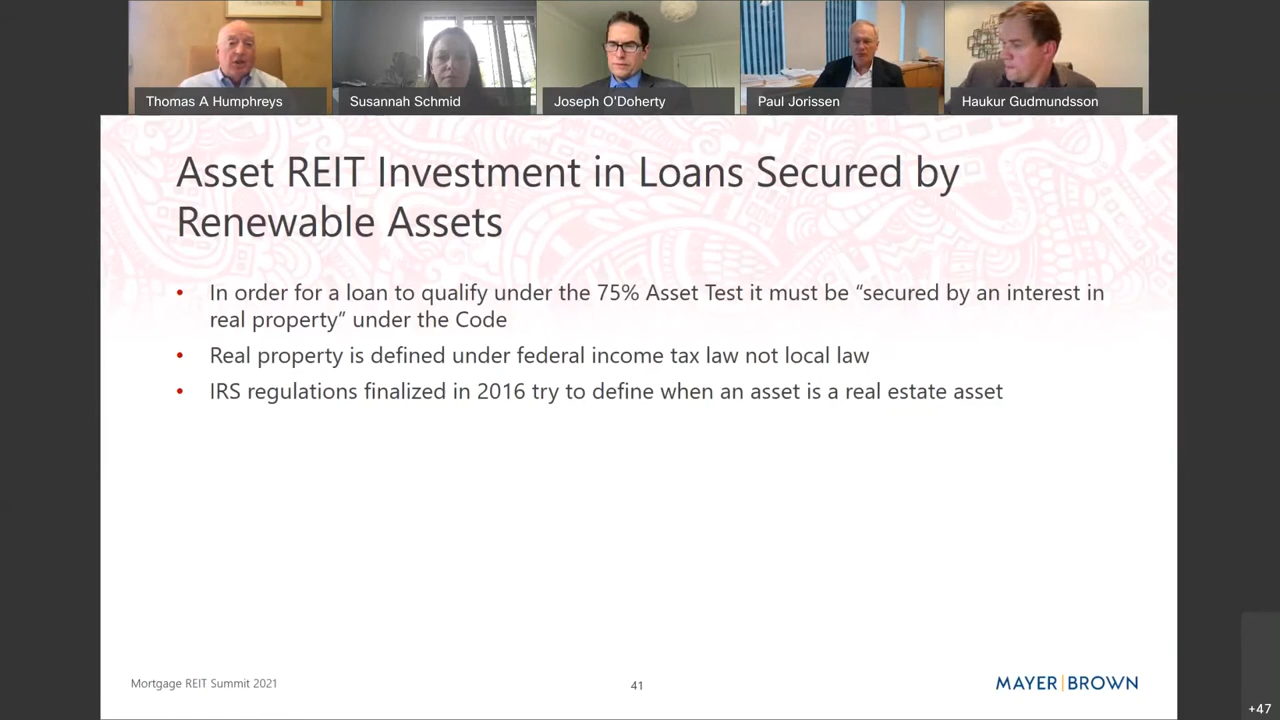 Thomas A Humphreys
Susannah Schmid
Joseph O'Doherty
Paul Jorissen
Haukur Gudmundsson
Asset REIT Investment in Loans Secured by
Renewable Assets
• In order for a loan to qualify under the 75% Asset Test it must be “secured by an interest in
real property” under the Code
• Real property is defined under federal income tax law not local law
• IRS regulations finalized in 2016 try to define when an asset is a real estate asset
Mortgage REIT Summit 2021
41
MAYER|BROWN
+47